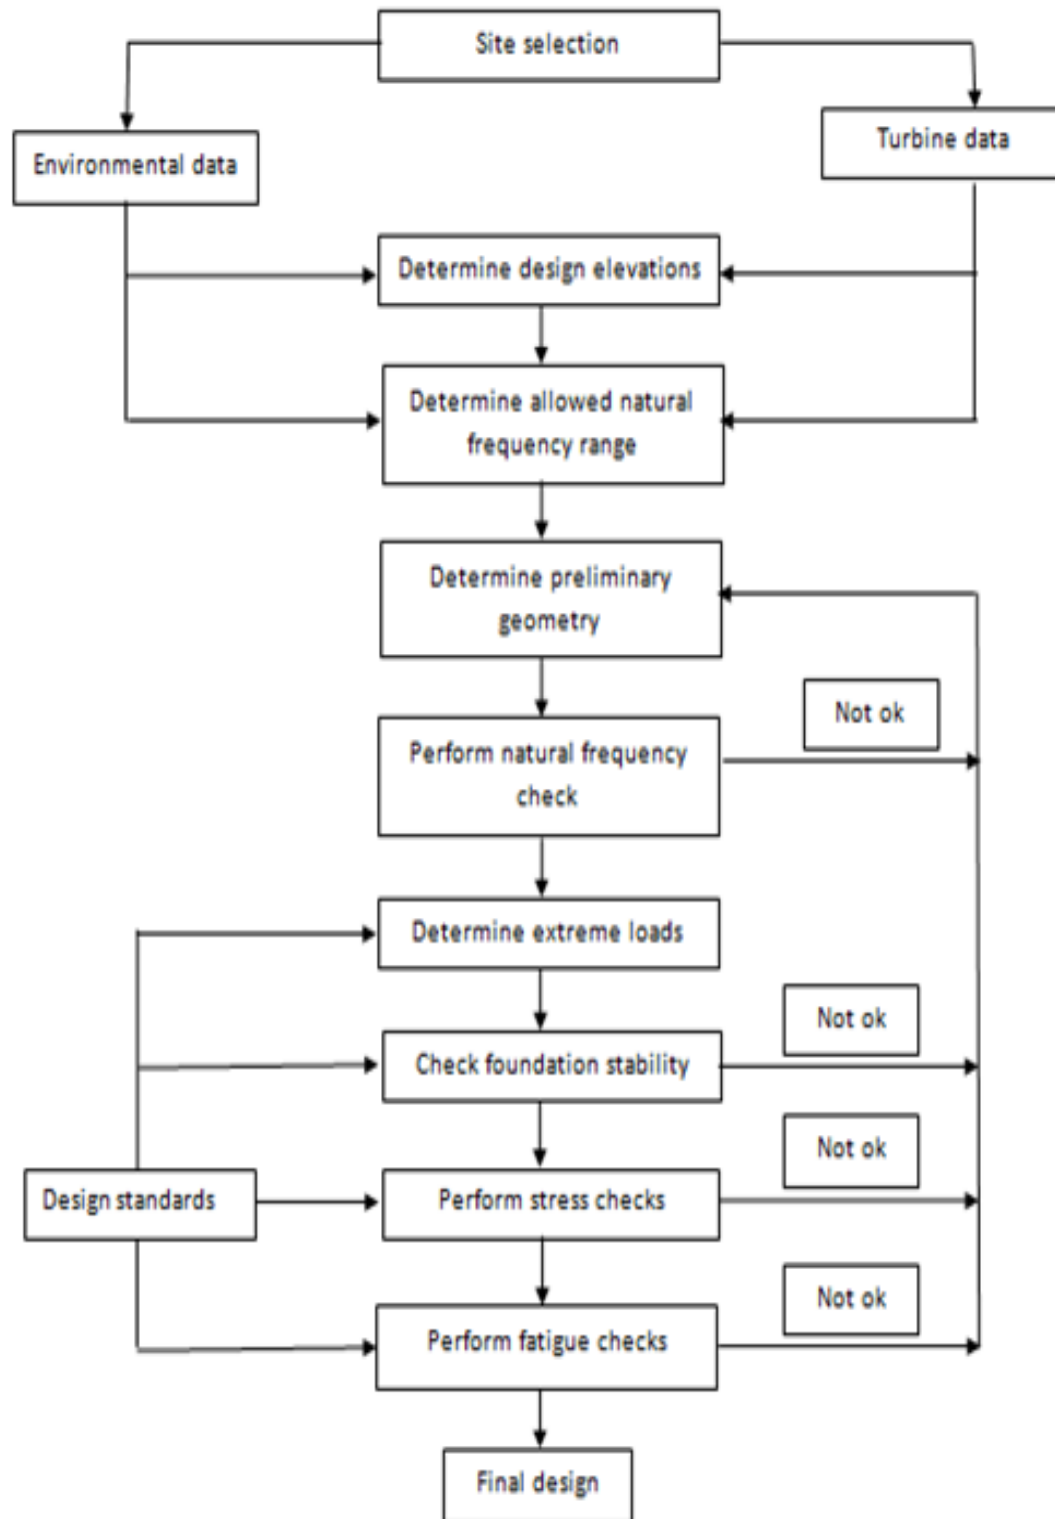 Site selection
Turbine data
Environmental data
Determine design elevations
Determine allowed natural
frequency range
Determine preliminary
geometry
Not ok
Perform natural frequency
check
Determine extreme loads
Not ok
Check foundation stability
Not ok
Design standards
Perform stress checks
Not ok
Perform fatigue checks
Final design